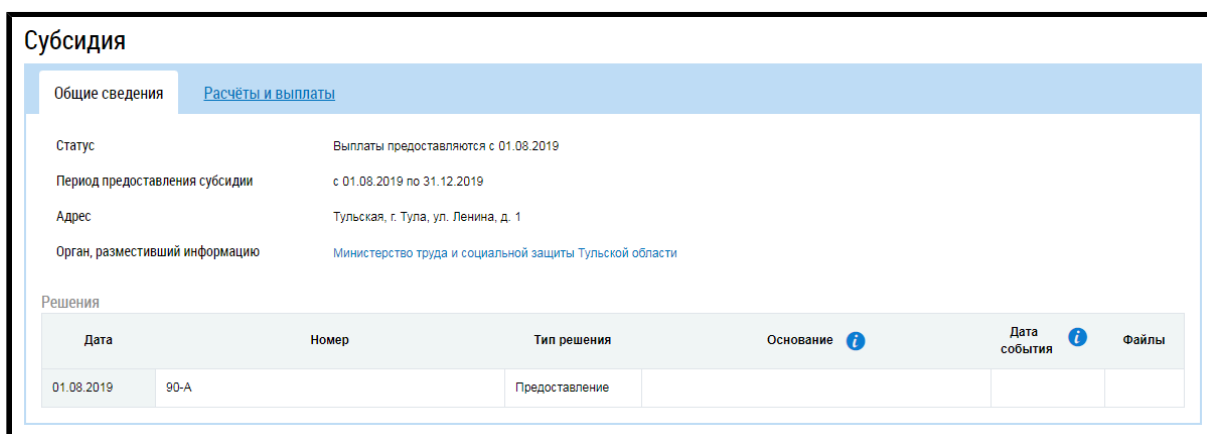 Субсидия
Общие сведения Расчёты и выплаты
Статус Выплаты предоставляются с 01.08.2019
Период предоставления субсидии с 01.08.2019 по 31.12.2019
Адрес Тульская, г. Тула, ул. Ленина, д. 1
Орган, разместивший информацию Министерство труда и социальной защиты Тульской области
Решения
Дата Номер Тип решения Основание i Дата события i Файлы
01.08.2019 90-А Предоставление